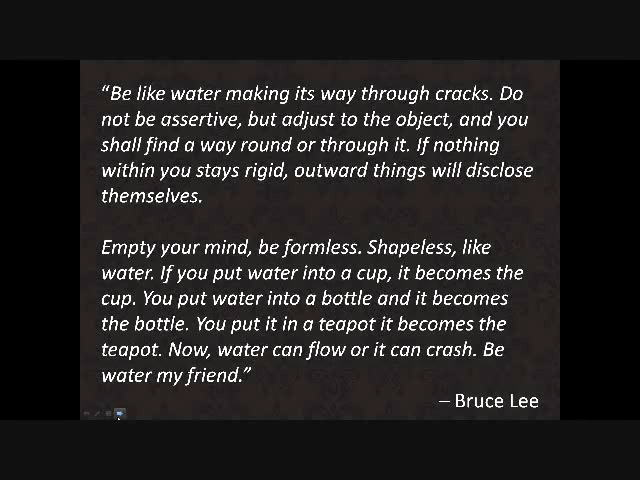 “Be like water making its way through cracks. Do
not be assertive, but adjust to the object, and you
shall find a way round or through it. If nothing
within you stays rigid, outward things will disclose
themselves.
Empty your mind, be formless. Shapeless, like
water. If you put water into a cup, it becomes the
cup. You put water into a bottle and it becomes
the bottle. You put it in a teapot it becomes the
teapot. Now, water can flow or it can crash. Be
water my friend.”
– Bruce Lee